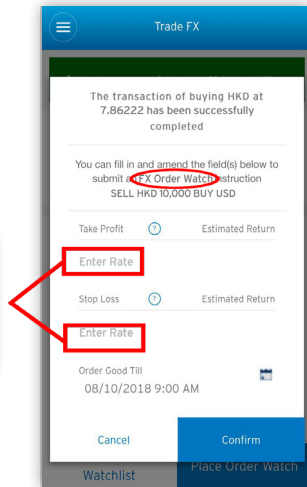 Trade FX
The transaction of buying HKD at
7.86222 has been successfully
completed
You can fill in and amend the field(s) below to
submit a FX Order Watch instruction
SELL HKD 10,000 BUY USD
Take Profit ? Estimated Return
Enter Rate
Stop Loss ? Estimated Return
Enter Rate
Order Good Till
08/10/2018 9:00 AM
Cancel Confirm
Watchlist Place Order Watch